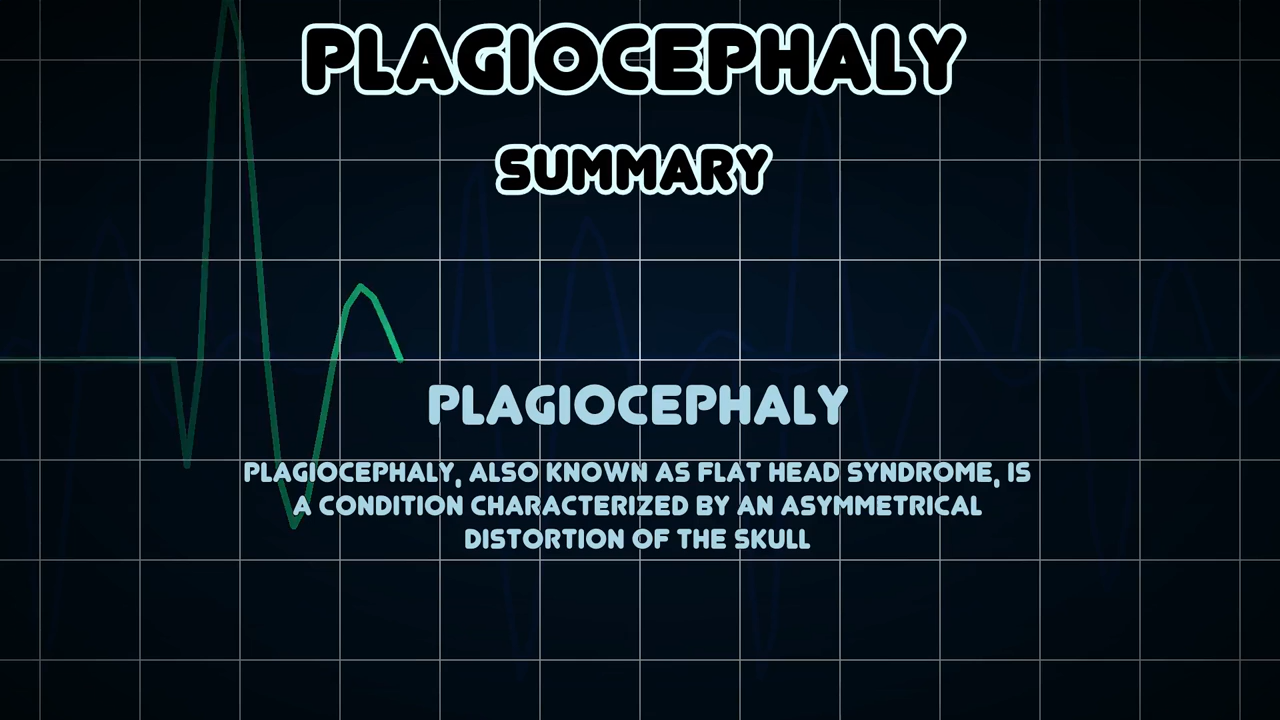 PLAGIOCEPHALY
SUMMARY
PLAGIOCEPHALY
PLAGIOCEPHALY, ALSO KNOWN AS FLAT HEAD SYNDROME, IS
A CONDITION CHARACTERIZED BY AN ASYMMETRICAL
DISTORTION OF THE SKULL